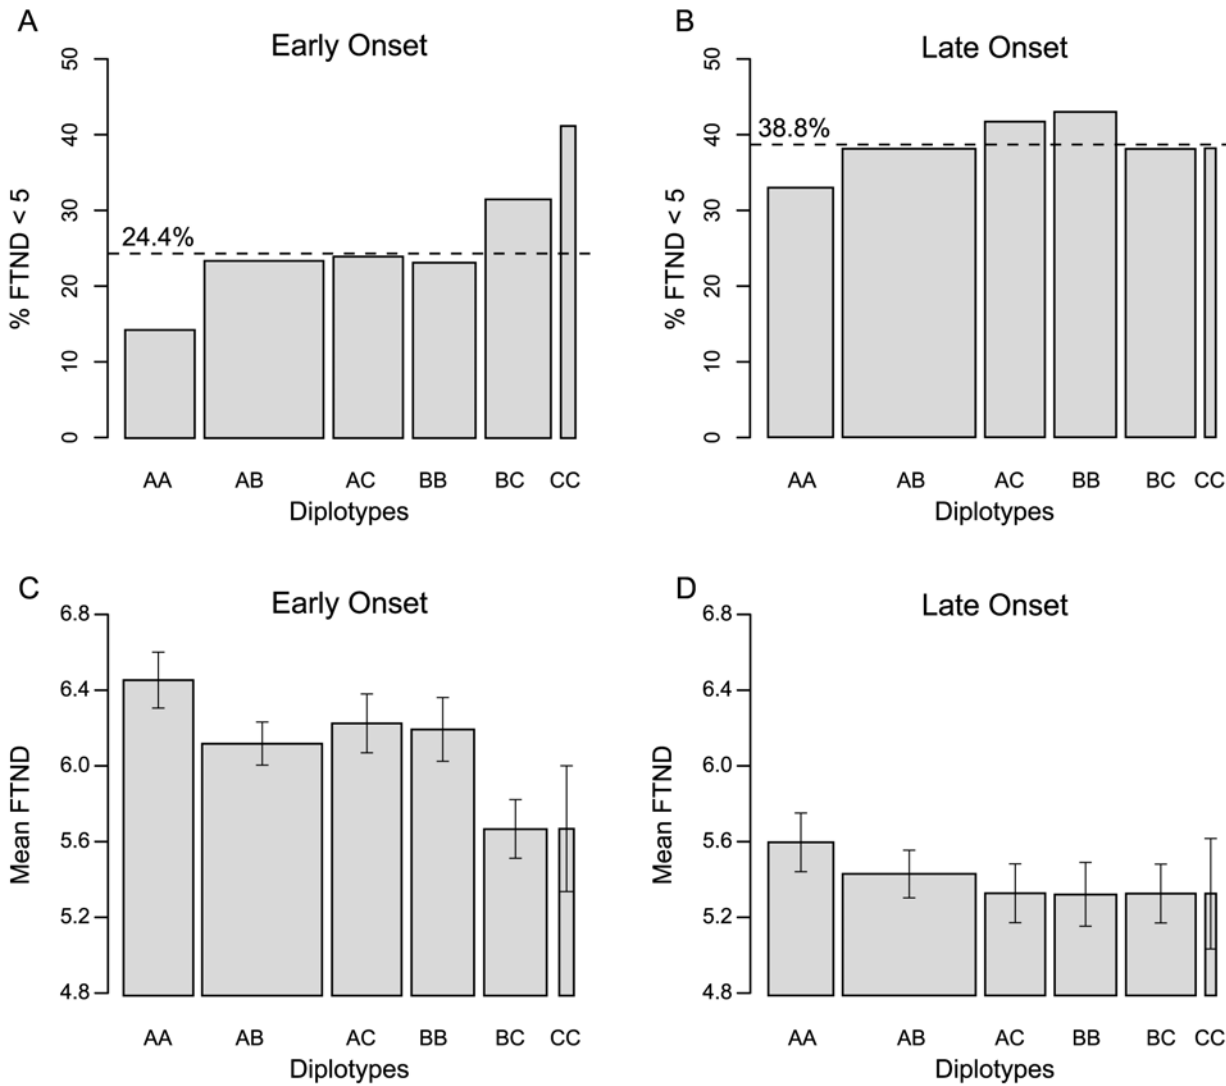 A
Early Onset
50
40
30
20
10
0
% FTND < 5
24.4%
AA AB AC BB BC CC
Diplotypes
B
Late Onset
50
40
30
20
10
0
% FTND < 5
38.8%
AA AB AC BB BC CC
Diplotypes
C
Early Onset
6.8
6.4
6.0
5.6
5.2
4.8
Mean FTND
AA AB AC BB BC CC
Diplotypes
D
Late Onset
6.8
6.4
6.0
5.6
5.2
4.8
Mean FTND
AA AB AC BB BC CC
Diplotypes